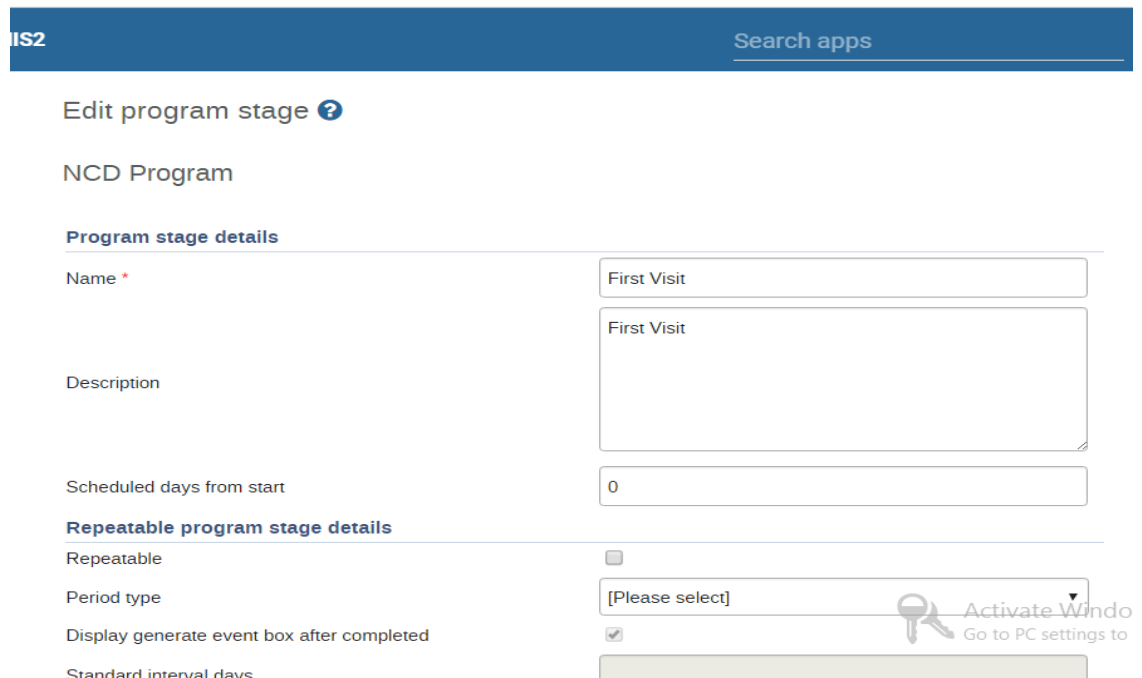 IIS2
Search apps
Edit program stage ?
NCD Program
Program stage details
Name * First Visit
Description First Visit
Scheduled days from start 0
Repeatable program stage details
Repeatable
Period type [Please select]
Display generate event box after completed
Standard interval days
Activate Windo
Go to PC settings to